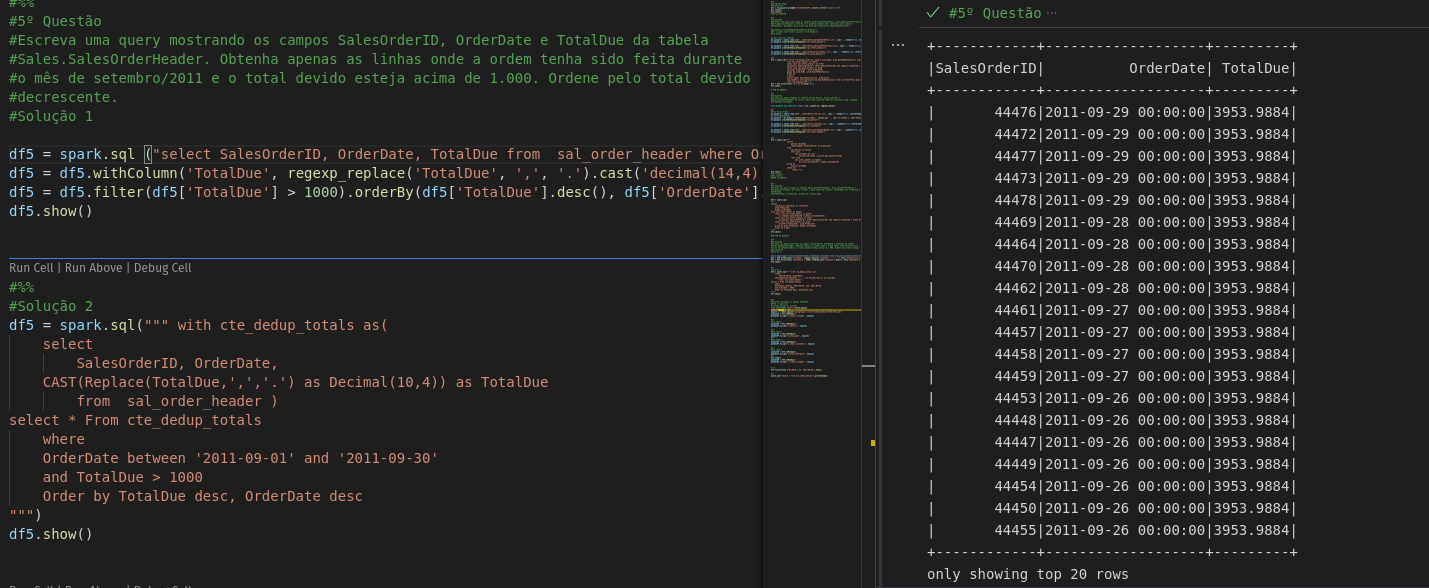 #%%
#5º Questão
#Escreva uma query mostrando os campos SalesOrderID, OrderDate e TotalDue da tabela
#Sales.SalesOrderHeader. Obtenha apenas as linhas onde a ordem tenha sido feita durante
#o mês de setembro/2011 e o total devido esteja acima de 1.000. Ordene pelo total devido
#decrescente.
#Solução 1
df5 = spark.sql ("select SalesOrderID, OrderDate, TotalDue from  sal_order_header where Or
df5 = df5.withColumn('TotalDue', regexp_replace('TotalDue', ',', '.').cast('decimal(14,4)
df5 = df5.filter(df5['TotalDue'] > 1000).orderBy(df5['TotalDue'].desc(), df5['OrderDate'].
df5.show()
Run Cell | Run Above | Debug Cell
#%%
#Solução 2
df5 = spark.sql(""" with cte_dedup_totals as(
    select
        SalesOrderID, OrderDate,
    CAST(Replace(TotalDue,',','.') as Decimal(10,4)) as TotalDue
        from  sal_order_header )
select * From cte_dedup_totals
    where
    OrderDate between '2011-09-01' and '2011-09-30'
    and TotalDue > 1000
    Order by TotalDue desc, OrderDate desc
""")
df5.show()
Run Cell | Run Above | Debug Cell
#5º Questão ···
+------------+-------------------+---------+
|SalesOrderID|          OrderDate| TotalDue|
+------------+-------------------+---------+
|       44476|2011-09-29 00:00:00|3953.9884|
|       44472|2011-09-29 00:00:00|3953.9884|
|       44477|2011-09-29 00:00:00|3953.9884|
|       44473|2011-09-29 00:00:00|3953.9884|
|       44478|2011-09-29 00:00:00|3953.9884|
|       44469|2011-09-28 00:00:00|3953.9884|
|       44464|2011-09-28 00:00:00|3953.9884|
|       44470|2011-09-28 00:00:00|3953.9884|
|       44462|2011-09-28 00:00:00|3953.9884|
|       44461|2011-09-27 00:00:00|3953.9884|
|       44457|2011-09-27 00:00:00|3953.9884|
|       44458|2011-09-27 00:00:00|3953.9884|
|       44459|2011-09-27 00:00:00|3953.9884|
|       44453|2011-09-26 00:00:00|3953.9884|
|       44448|2011-09-26 00:00:00|3953.9884|
|       44447|2011-09-26 00:00:00|3953.9884|
|       44449|2011-09-26 00:00:00|3953.9884|
|       44454|2011-09-26 00:00:00|3953.9884|
|       44450|2011-09-26 00:00:00|3953.9884|
|       44455|2011-09-26 00:00:00|3953.9884|
+------------+-------------------+---------+
only showing top 20 rows